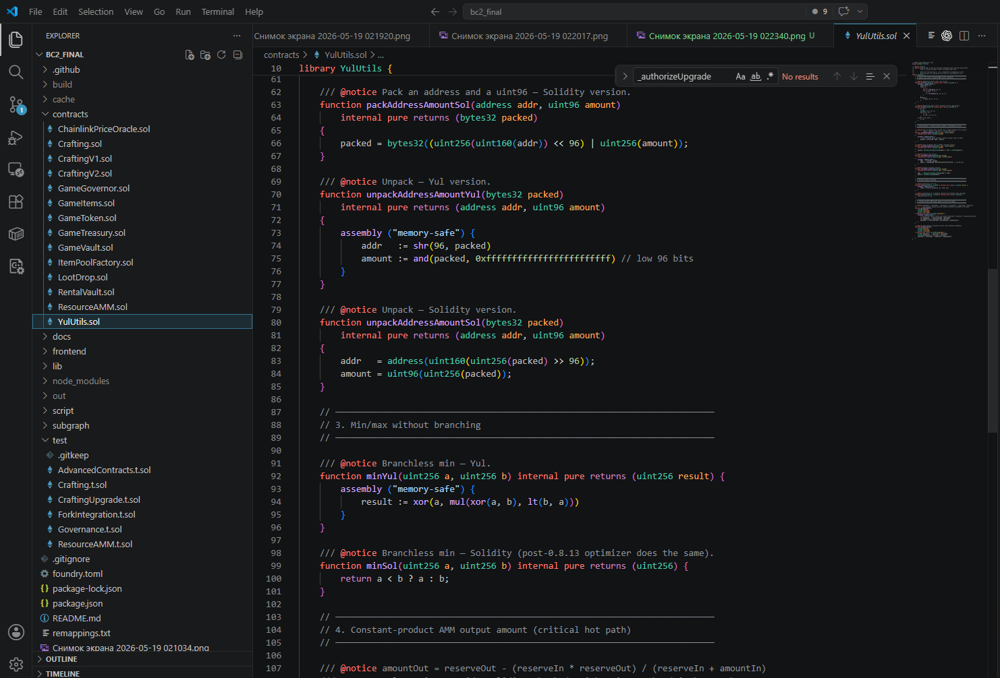 File Edit Selection View Go Run Terminal Help
bc2_final
9
EXPLORER
BC2_FINAL
.github
build
cache
contracts
ChainlinkPriceOracle.sol
Crafting.sol
CraftingV1.sol
CraftingV2.sol
GameGovernor.sol
GameItems.sol
GameToken.sol
GameTreasury.sol
GameVault.sol
ItemPoolFactory.sol
LootDrop.sol
RentalVault.sol
ResourceAMM.sol
YulUtils.sol
docs
frontend
lib
node_modules
out
script
subgraph
test
.gitkeep
AdvancedContracts.t.sol
Crafting.t.sol
CraftingUpgrade.t.sol
ForkIntegration.t.sol
Governance.t.sol
ResourceAMM.t.sol
.gitignore
foundry.toml
package-lock.json
package.json
README.md
remappings.txt
Снимок экрана 2026-05-19 021034.png
OUTLINE
TIMELINE
1
Снимок экрана 2026-05-19 021920.png
Снимок экрана 2026-05-19 022017.png
Снимок экрана 2026-05-19 022340.png U
YulUtils.sol
contracts > YulUtils.sol > ...
_authorizeUpgrade
Aa ab .*
No results
10 library YulUtils {
61
62 /// @notice Pack an address and a uint96 — Solidity version.
63 function packAddressAmountSol(address addr, uint96 amount)
64 internal pure returns (bytes32 packed)
65 {
66 packed = bytes32((uint256(uint160(addr)) << 96) | uint256(amount));
67 }
68
69 /// @notice Unpack — Yul version.
70 function unpackAddressAmountYul(bytes32 packed)
71 internal pure returns (address addr, uint96 amount)
72 {
73 assembly ("memory-safe") {
74 addr := shr(96, packed)
75 amount := and(packed, 0xffffffffffffffffffffffff) // low 96 bits
76 }
77 }
78
79 /// @notice Unpack — Solidity version.
80 function unpackAddressAmountSol(bytes32 packed)
81 internal pure returns (address addr, uint96 amount)
82 {
83 addr = address(uint160(uint256(packed) >> 96));
84 amount = uint96(uint256(packed));
85 }
86
87 // ─────────────────────────────────────────────────────────────────────────
88 // 3. Min/max without branching
89 // ─────────────────────────────────────────────────────────────────────────
90
91 /// @notice Branchless min — Yul.
92 function minYul(uint256 a, uint256 b) internal pure returns (uint256 result) {
93 assembly ("memory-safe") {
94 result := xor(a, mul(xor(a, b), lt(b, a)))
95 }
96 }
97
98 /// @notice Branchless min — Solidity (post-0.8.13 optimizer does the same).
99 function minSol(uint256 a, uint256 b) internal pure returns (uint256) {
100 return a < b ? a : b;
101 }
102
103 // ─────────────────────────────────────────────────────────────────────────
104 // 4. Constant-product AMM output amount (critical hot path)
105 // ─────────────────────────────────────────────────────────────────────────
106
107 /// @notice amountOut = reserveOut - (reserveIn * reserveOut) / (reserveIn + amountIn)